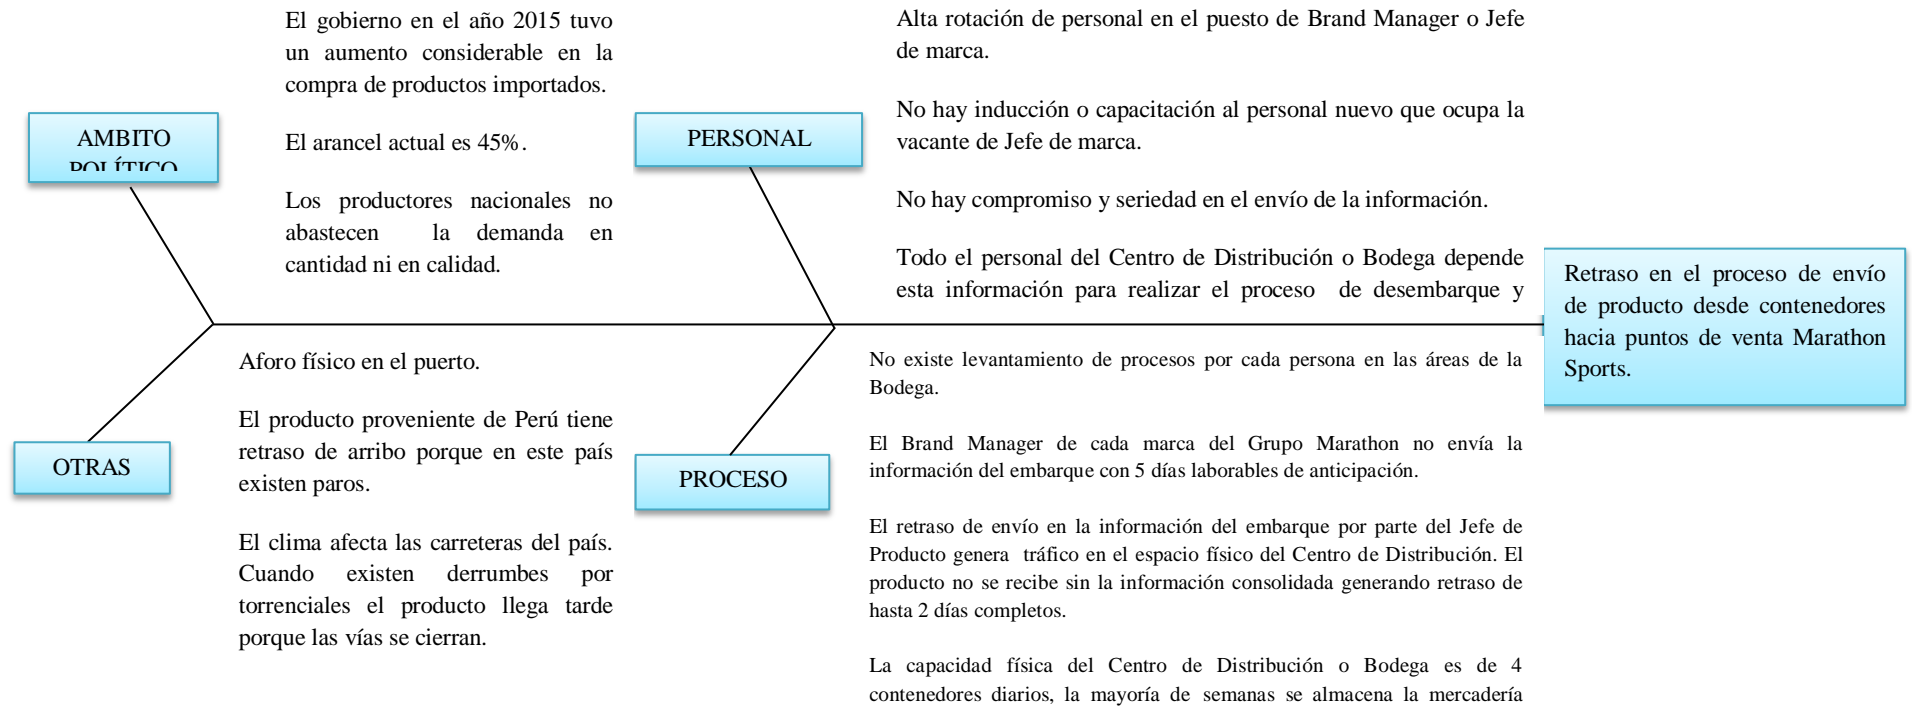 El gobierno en el año 2015 tuvo
un aumento considerable en la
compra de productos importados.
El arancel actual es 45%.
Los productores nacionales no
abastecen la demanda en
cantidad ni en calidad.
AMBITO
POLÍTICO
PERSONAL
Alta rotación de personal en el puesto de Brand Manager o Jefe
de marca.
No hay inducción o capacitación al personal nuevo que ocupa la
vacante de Jefe de marca.
No hay compromiso y seriedad en el envío de la información.
Todo el personal del Centro de Distribución o Bodega depende
esta información para realizar el proceso de desembarque y
Retraso en el proceso de envío
de producto desde contenedores
hacia puntos de venta Marathon
Sports.
OTRAS
Aforo físico en el puerto.
El producto proveniente de Perú tiene
retraso de arribo porque en este país
existen paros.
El clima afecta las carreteras del país.
Cuando existen derrumbes por
torrenciales el producto llega tarde
porque las vías se cierran.
PROCESO
No existe levantamiento de procesos por cada persona en las áreas de la
Bodega.
El Brand Manager de cada marca del Grupo Marathon no envía la
información del embarque con 5 días laborables de anticipación.
El retraso de envío en la información del embarque por parte del Jefe de
Producto genera tráfico en el espacio físico del Centro de Distribución. El
producto no se recibe sin la información consolidada generando retraso de
hasta 2 días completos.
La capacidad física del Centro de Distribución o Bodega es de 4
contenedores diarios, la mayoría de semanas se almacena la mercadería